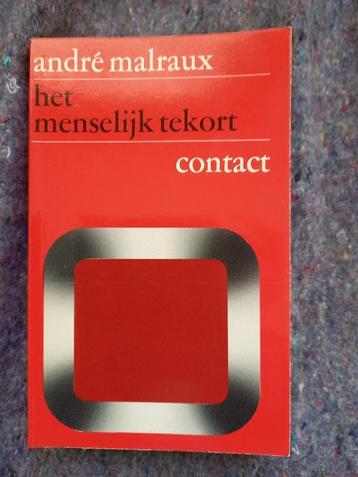 andré malraux
het
menselijk tekort
contact